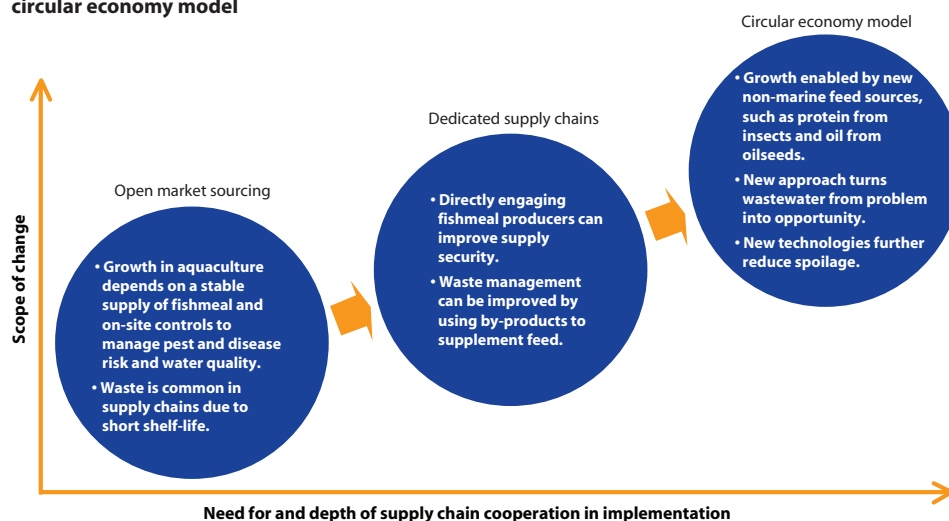 circular economy model
Circular economy model
• Growth enabled by new
non-marine feed sources,
such as protein from
insects and oil from
oilseeds.
• New approach turns
wastewater from problem
into opportunity.
• New technologies further
reduce spoilage.
Dedicated supply chains
• Directly engaging
fishmeal producers can
improve supply
security.
• Waste management
can be improved by
using by-products to
supplement feed.
Open market sourcing
• Growth in aquaculture
depends on a stable
supply of fishmeal and
on-site controls to
manage pest and disease
risk and water quality.
• Waste is common in
supply chains due to
short shelf-life.
Scope of change
Need for and depth of supply chain cooperation in implementation